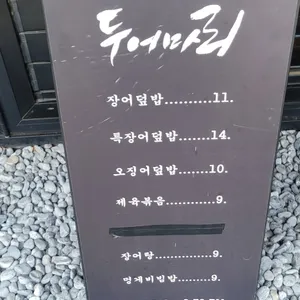 두어마리
장어덮밥..........11.
특장어덮밥........14.
오징어덮밥........10.
제육볶음..........9.
장어탕...............9.
멍게비빔밥.......9.